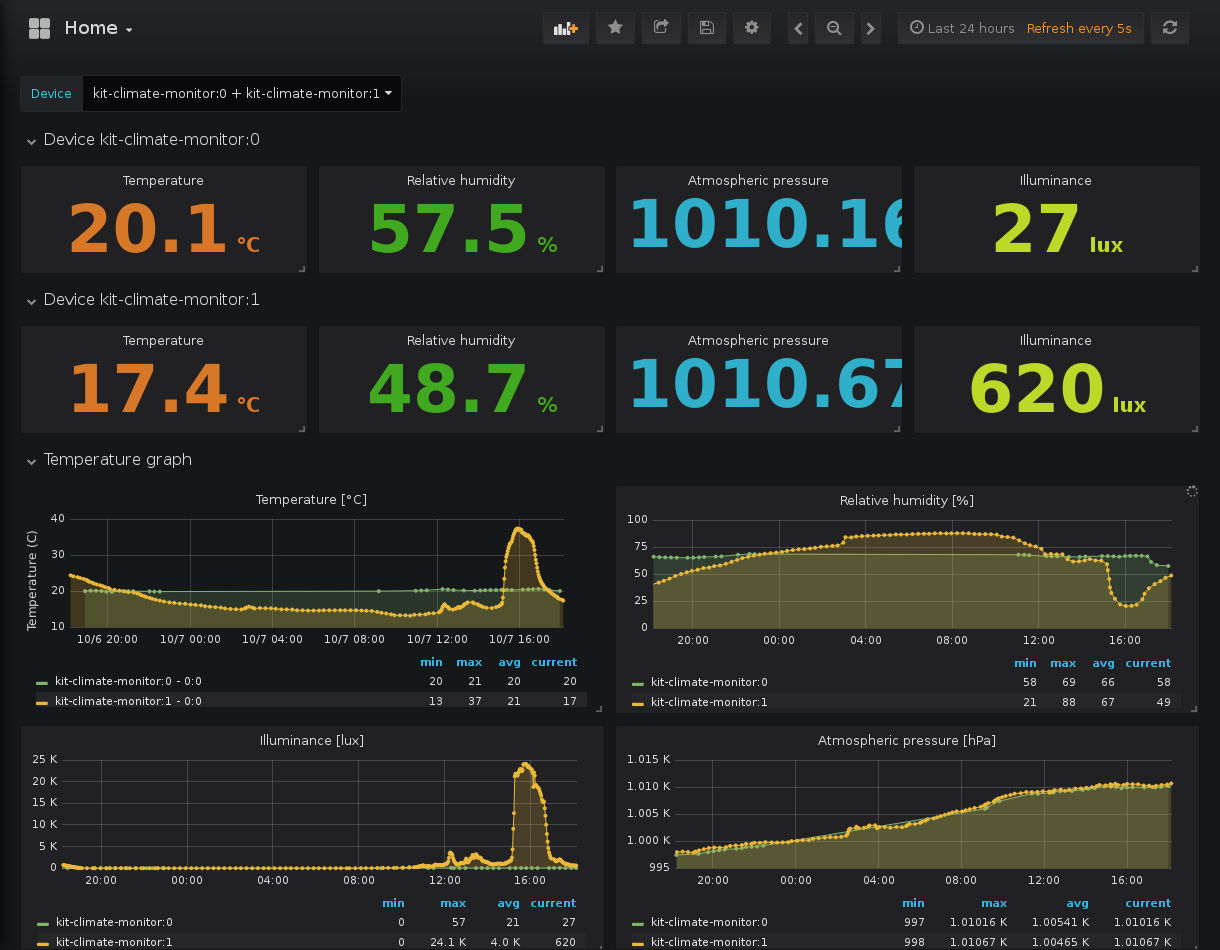 Home
Last 24 hours Refresh every 5s
Device kit-climate-monitor:0 + kit-climate-monitor:1
Device kit-climate-monitor:0
Temperature Relative humidity Atmospheric pressure Illuminance
20.1 °C 57.5 % 1010.16 27 lux
Device kit-climate-monitor:1
Temperature Relative humidity Atmospheric pressure Illuminance
17.4 °C 48.7 % 1010.67 620 lux
Temperature graph
Temperature [°C]
Temperature (C)
40
30
20
10
10/6 20:00 10/7 00:00 10/7 04:00 10/7 08:00 10/7 12:00 10/7 16:00
min max avg current
kit-climate-monitor:0 - 0:0 20 21 20 20
kit-climate-monitor:1 - 0:0 13 37 21 17
Relative humidity [%]
100
75
50
25
0
20:00 00:00 04:00 08:00 12:00 16:00
min max avg current
kit-climate-monitor:0 58 69 66 58
kit-climate-monitor:1 21 88 67 49
Illuminance [lux]
25 K
20 K
15 K
10 K
5 K
0
20:00 00:00 04:00 08:00 12:00 16:00
min max avg current
kit-climate-monitor:0 0 57 21 27
kit-climate-monitor:1 0 24.1 K 4.0 K 620
Atmospheric pressure [hPa]
1.015 K
1.010 K
1.005 K
1.000 K
995
20:00 00:00 04:00 08:00 12:00 16:00
min max avg current
kit-climate-monitor:0 997 1.01016 K 1.00541 K 1.01016 K
kit-climate-monitor:1 998 1.01067 K 1.00465 K 1.01067 K